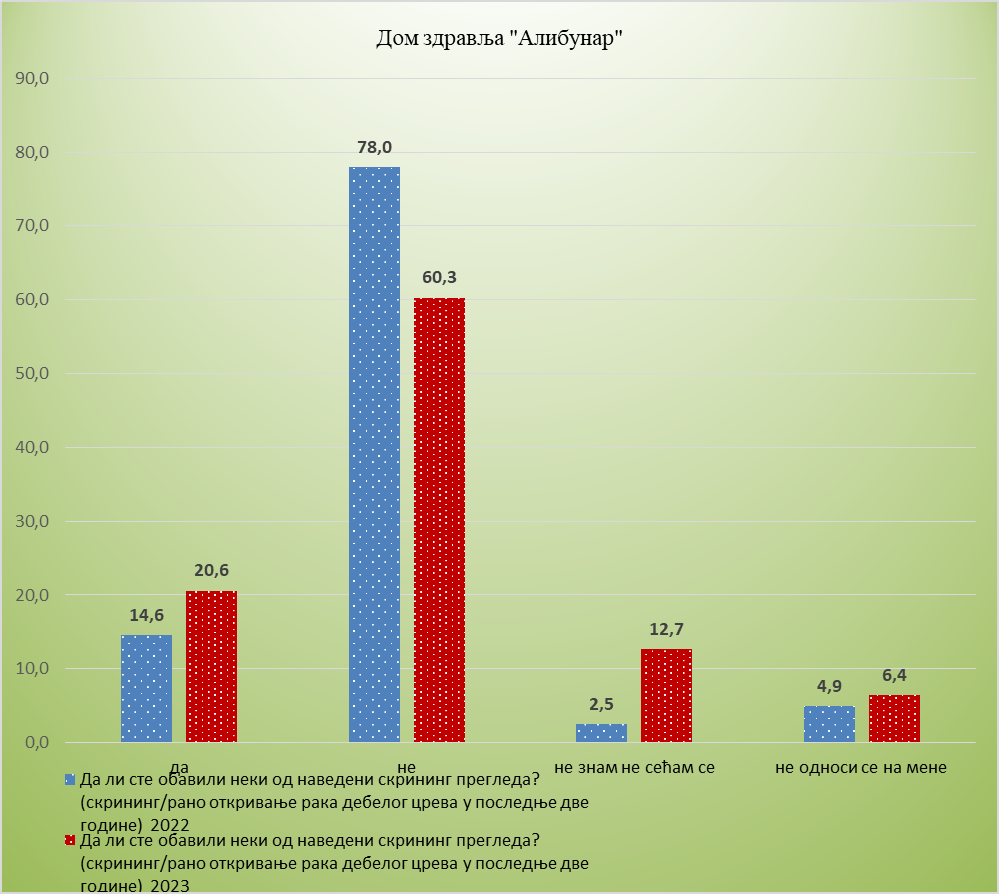 Дом здравља "Алибунар"
90,0
80,0
70,0
60,0
50,0
40,0
30,0
20,0
10,0
0,0
14,6
20,6
78,0
60,3
2,5
12,7
4,9
6,4
да
не
не знам не сећам се
не односи се на мене
Да ли сте обавили неки од наведени скрининг прегледа?
(скрининг/рано откривање рака дебелог црева у последње две
године) 2022
Да ли сте обавили неки од наведени скрининг прегледа?
(скрининг/рано откривање рака дебелог црева у последње две
године) 2023